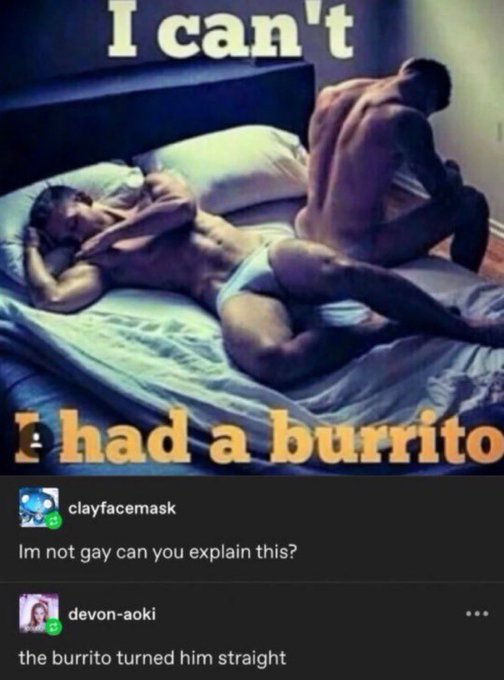 I can't
I had a burrito
clayfacemask
Im not gay can you explain this?
devon-aoki
the burrito turned him straight